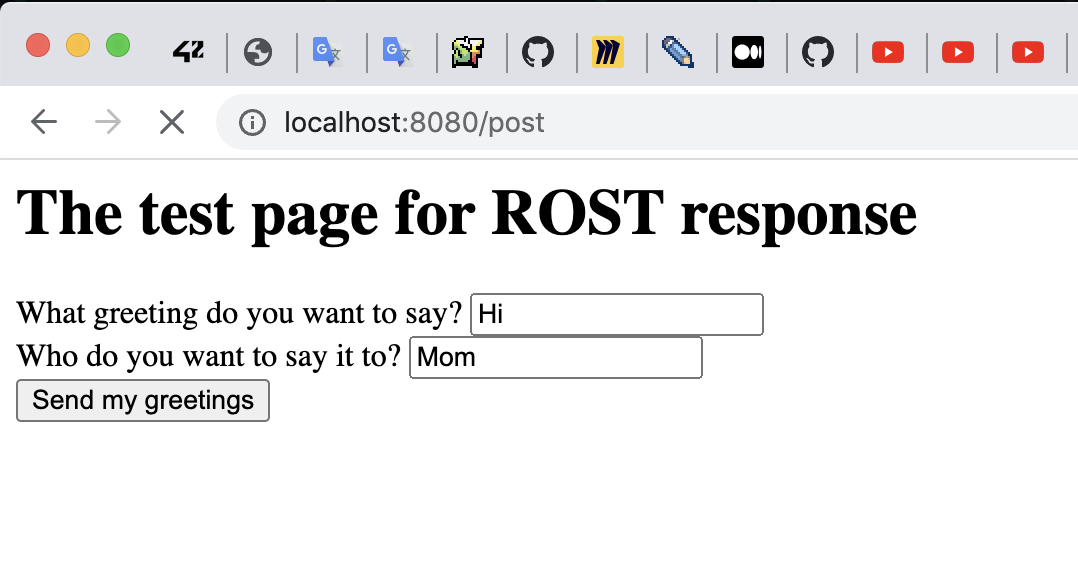 42
localhost:8080/post
The test page for ROST response
What greeting do you want to say? Hi
Who do you want to say it to? Mom
Send my greetings